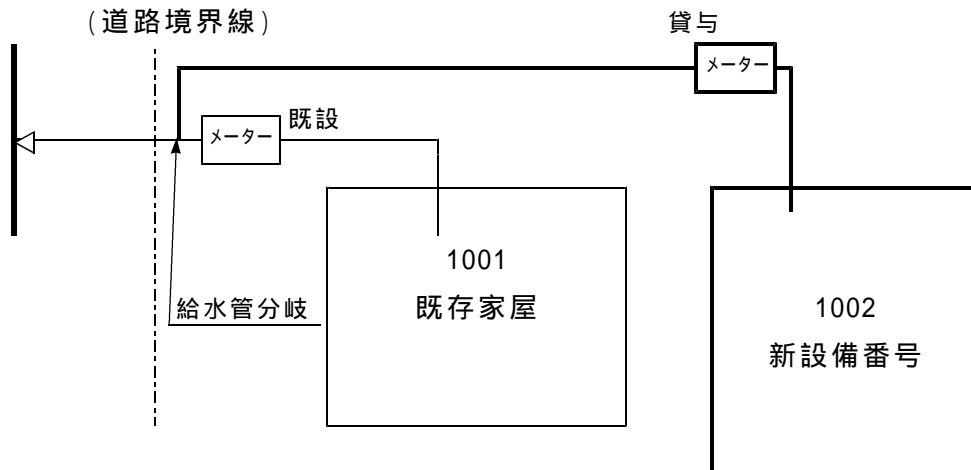 (道路境界線)
貸与
メーター
メーター
既設
1001
既存家屋
給水管分岐
1002
新設備番号